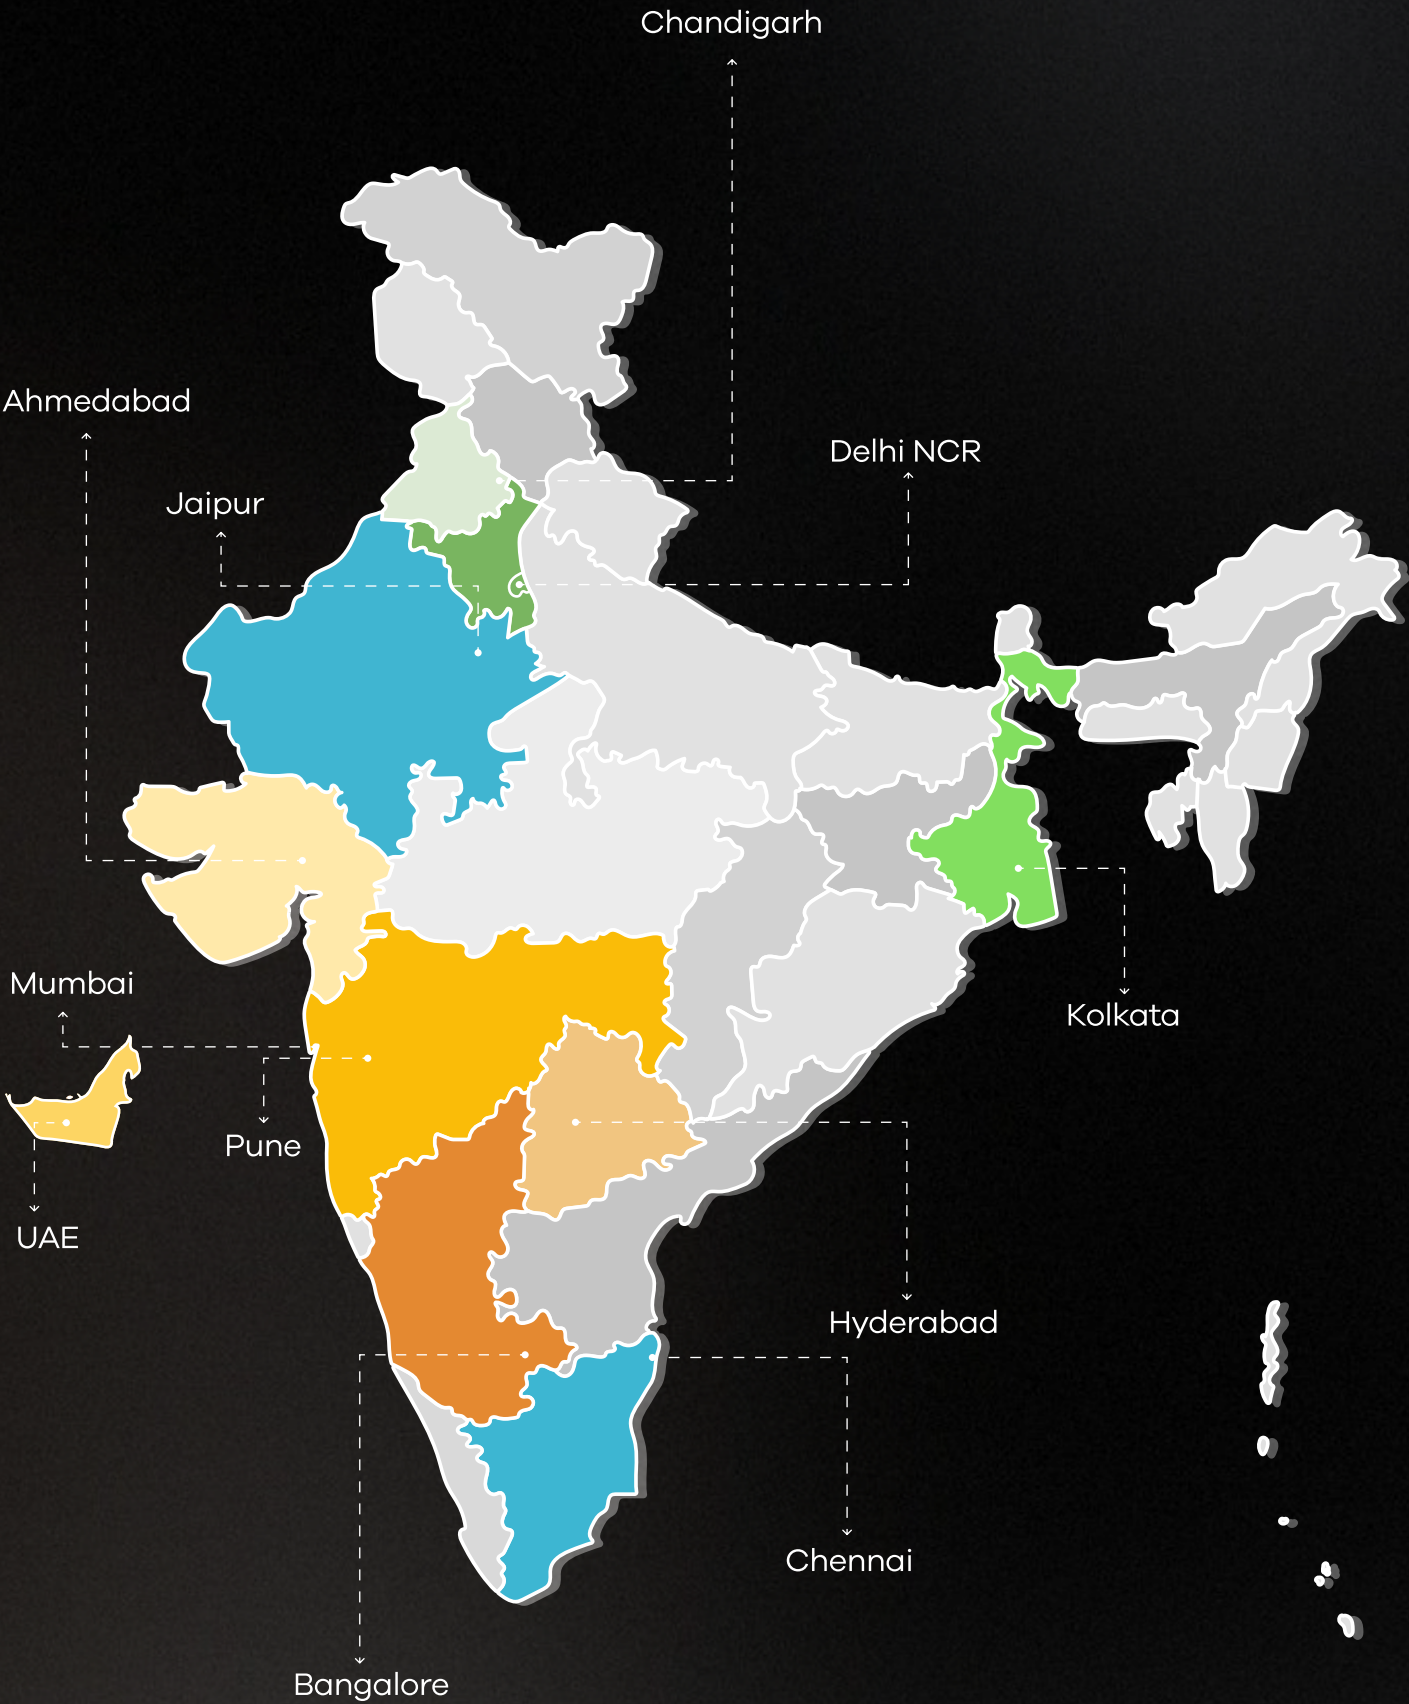 Chandigarh
Ahmedabad
Delhi NCR
Jaipur
Mumbai
Kolkata
Pune
UAE
Hyderabad
Chennai
Bangalore